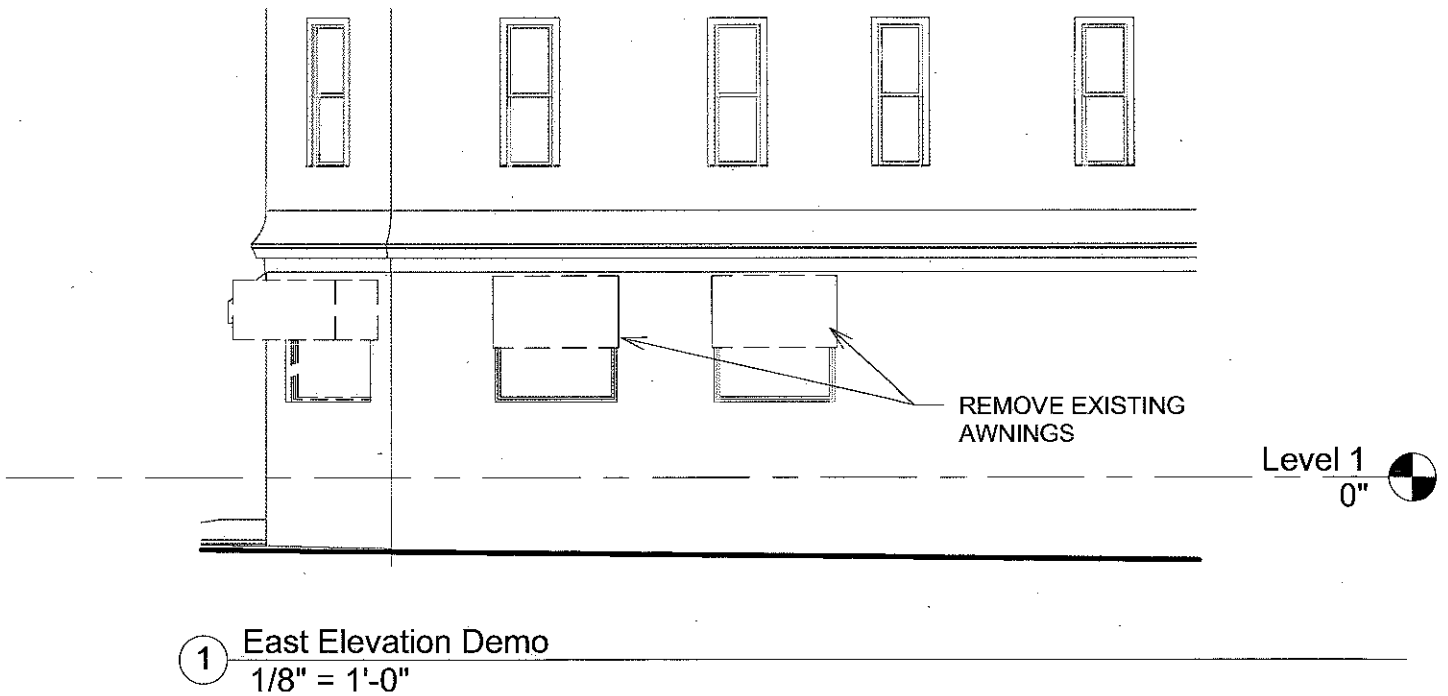 REMOVE EXISTING
AWNINGS
Level 1
0"
1
East Elevation Demo
1/8" = 1'-0"